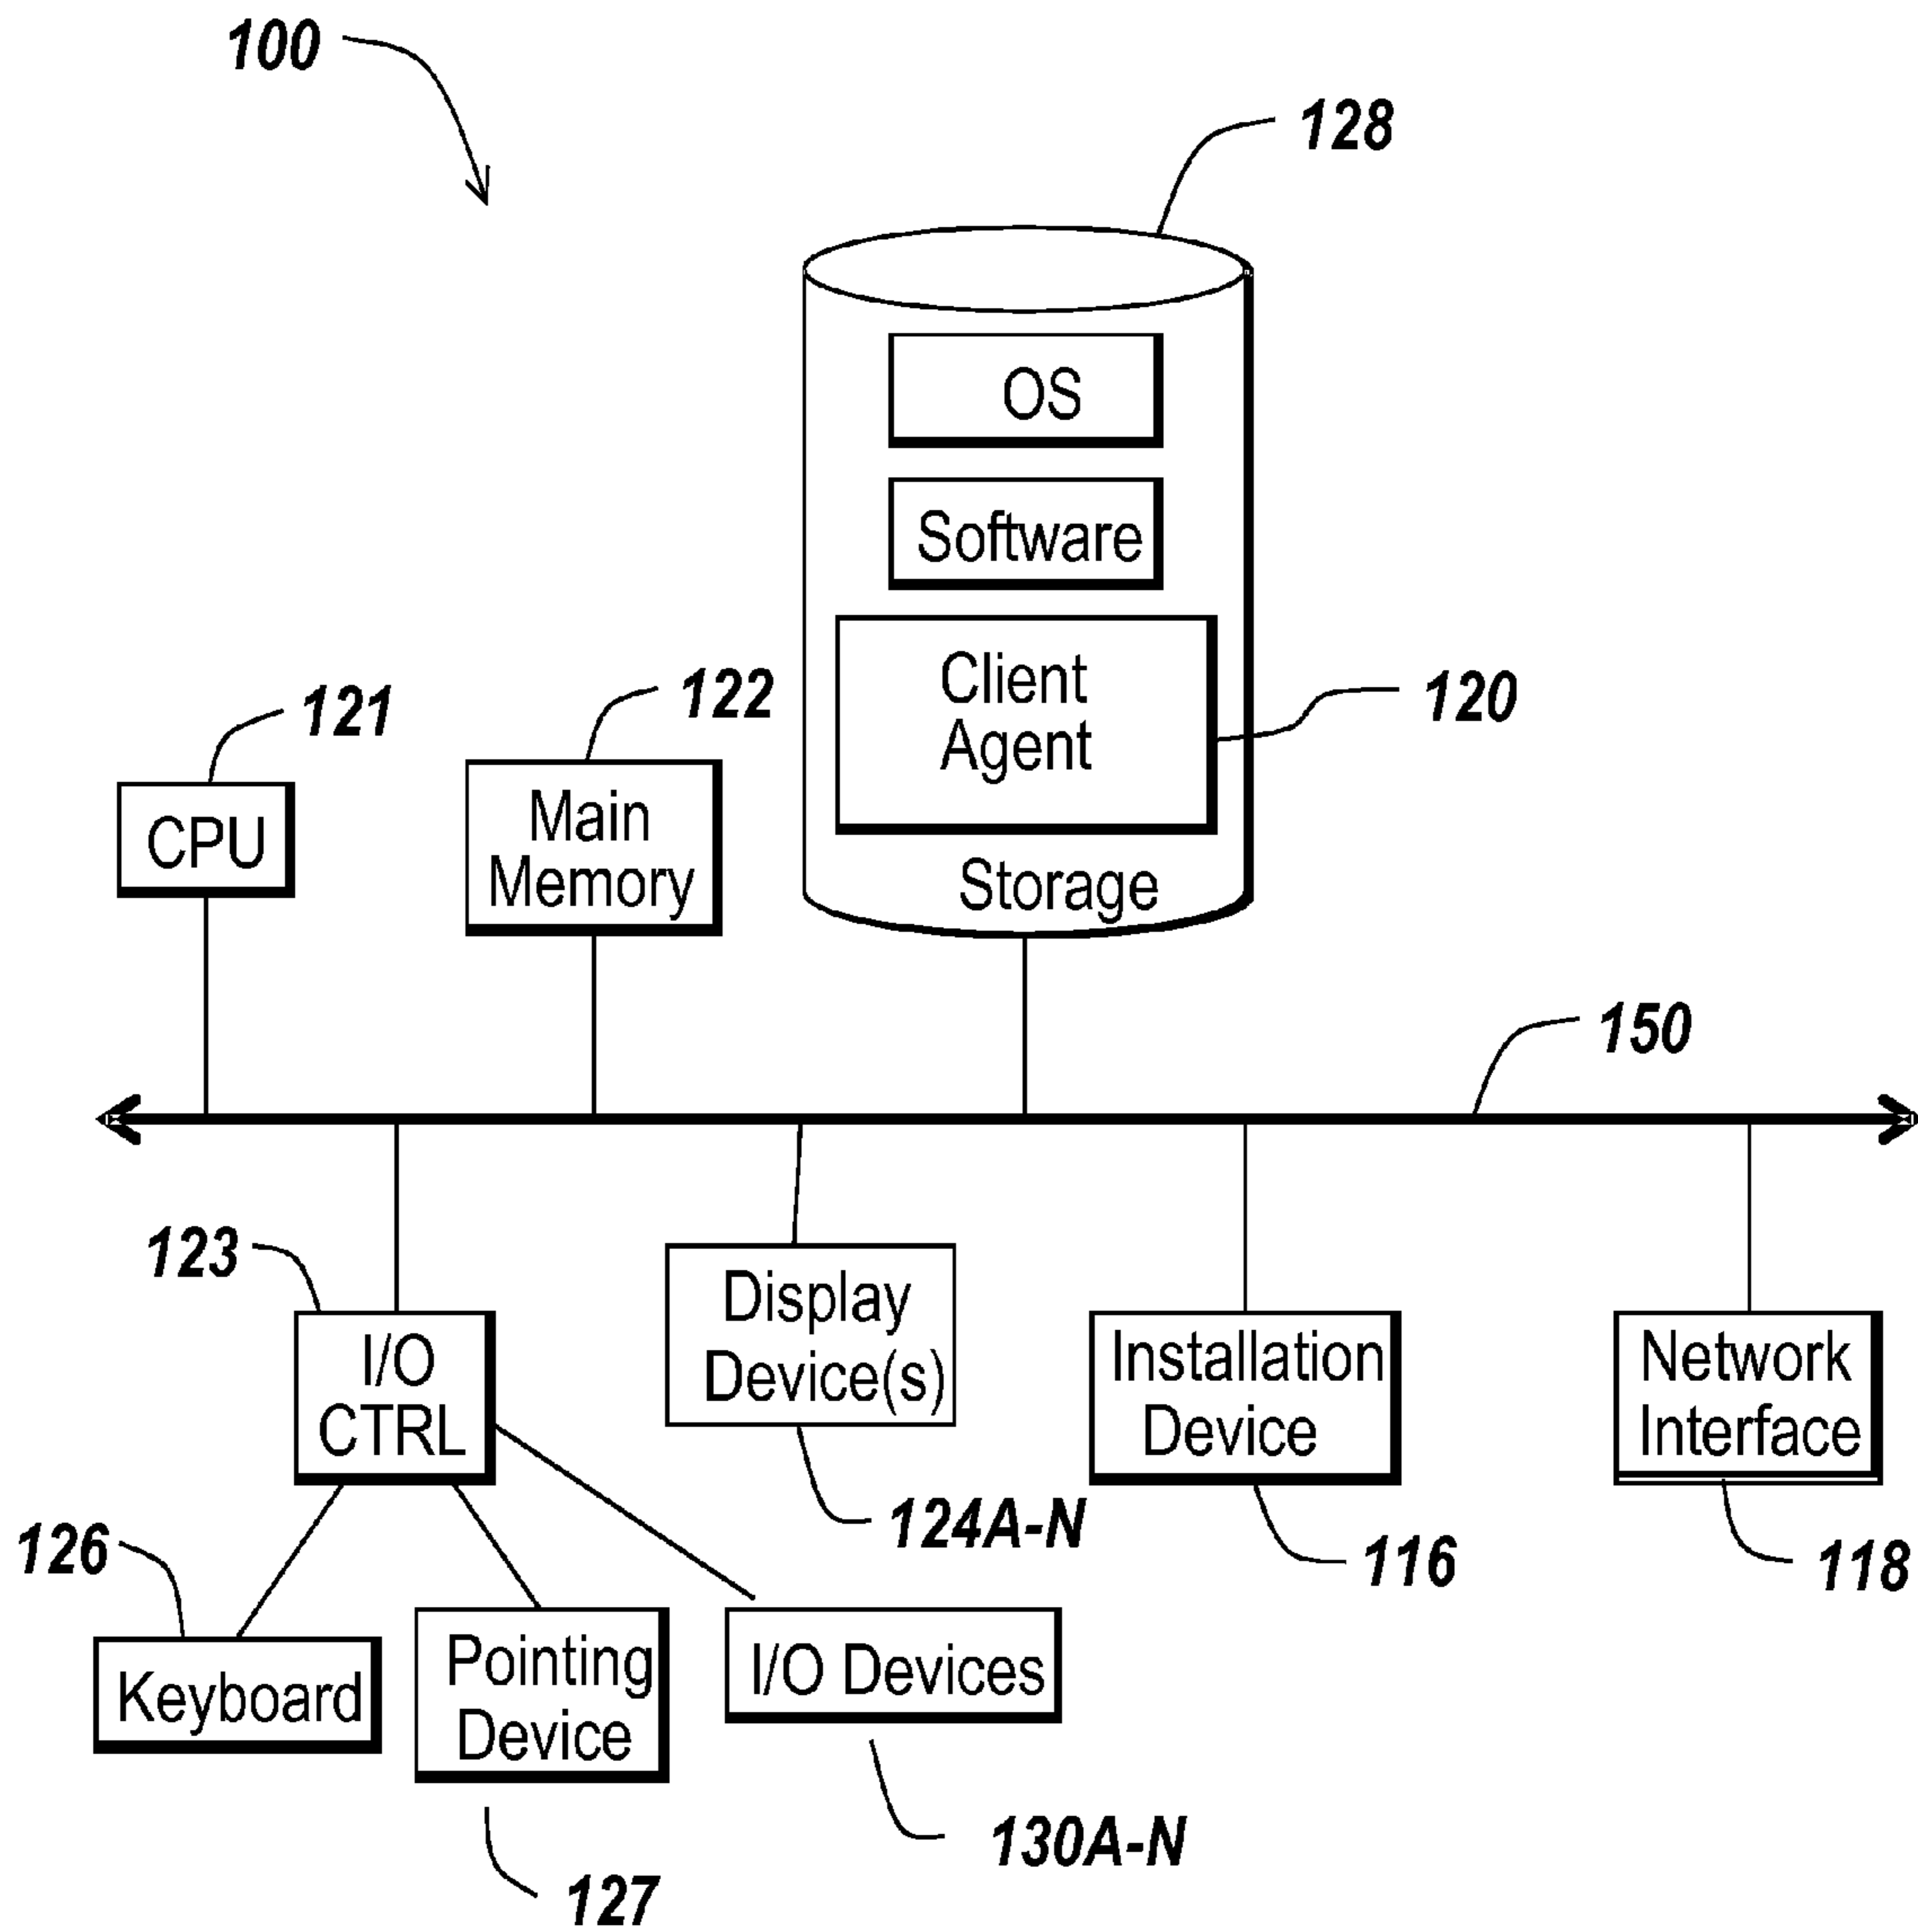 100
128
OS
Software
Client
Agent
120
Storage
121
122
CPU
Main
Memory
150
123
I/O
CTRL
Display
Device(s)
Installation
Device
Network
Interface
124A-N
116
118
126
Keyboard
Pointing
Device
I/O Devices
127
130A-N